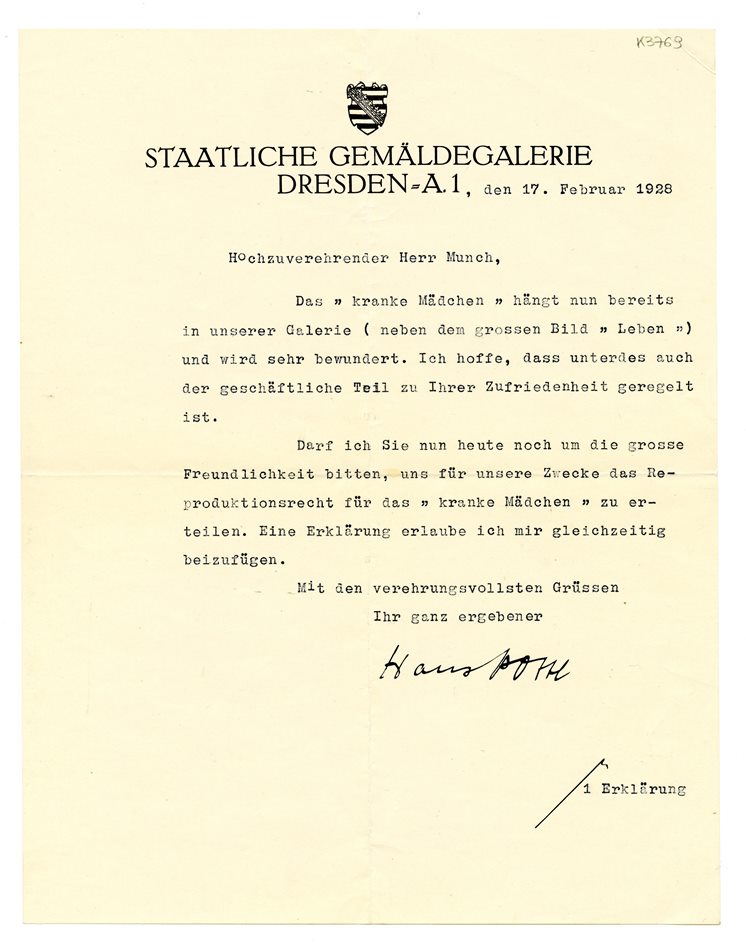 K3769
STAATLICHE GEMÄLDEGALERIE
DRESDEN=A.1, den 17. Februar 1928
Hochzuverehrender Herr Munch,
Das „ kranke Mädchen „ hängt nun bereits
in unserer Galerie ( neben dem grossen Bild „ Leben „)
und wird sehr bewundert. Ich hoffe, dass unterdes auch
der geschäftliche Teil zu Ihrer Zufriedenheit geregelt
ist.
Darf ich Sie nun heute noch um die grosse
Freundlichkeit bitten, uns für unsere Zwecke das Re-
produktionsrecht für das „ kranke Mädchen „ zu er-
teilen. Eine Erklärung erlaube ich mir gleichzeitig
beizufügen.
Mit den verehrungsvollsten Grüssen
Ihr ganz ergebener
Hans Posse
1 Erklärung